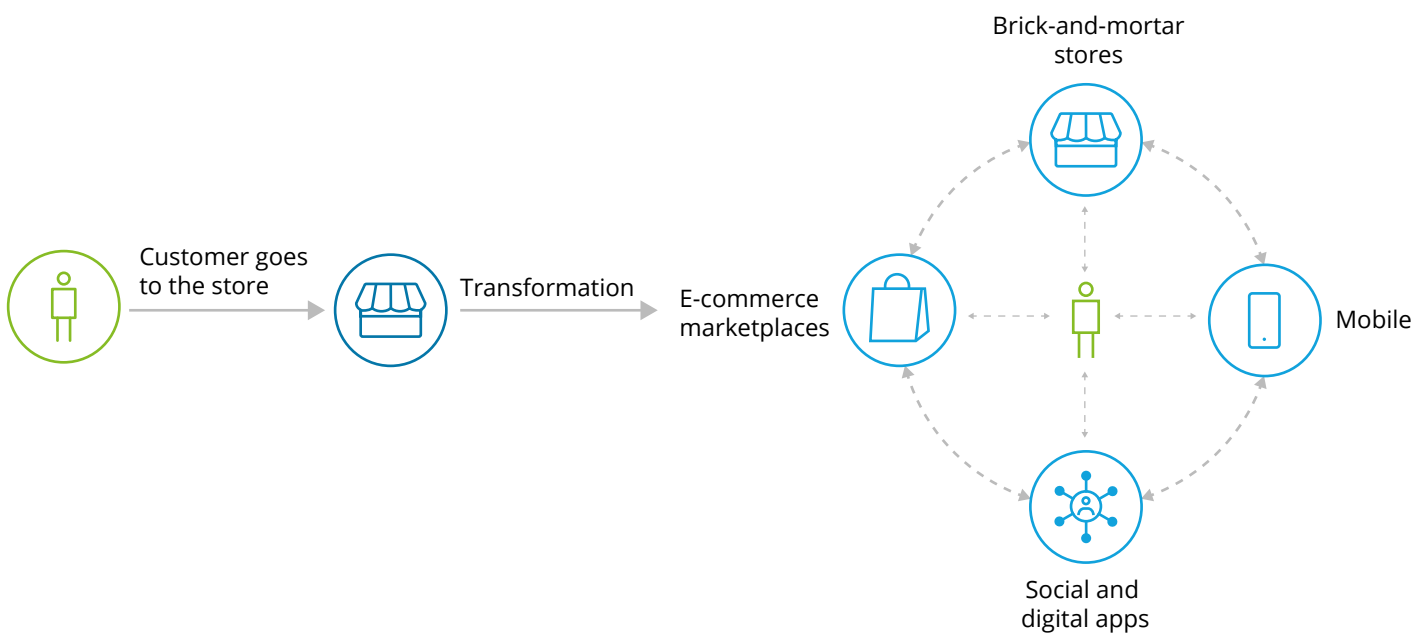 Brick-and-mortar
stores
Customer goes
to the store
Transformation
E-commerce
marketplaces
Mobile
Social and
digital apps